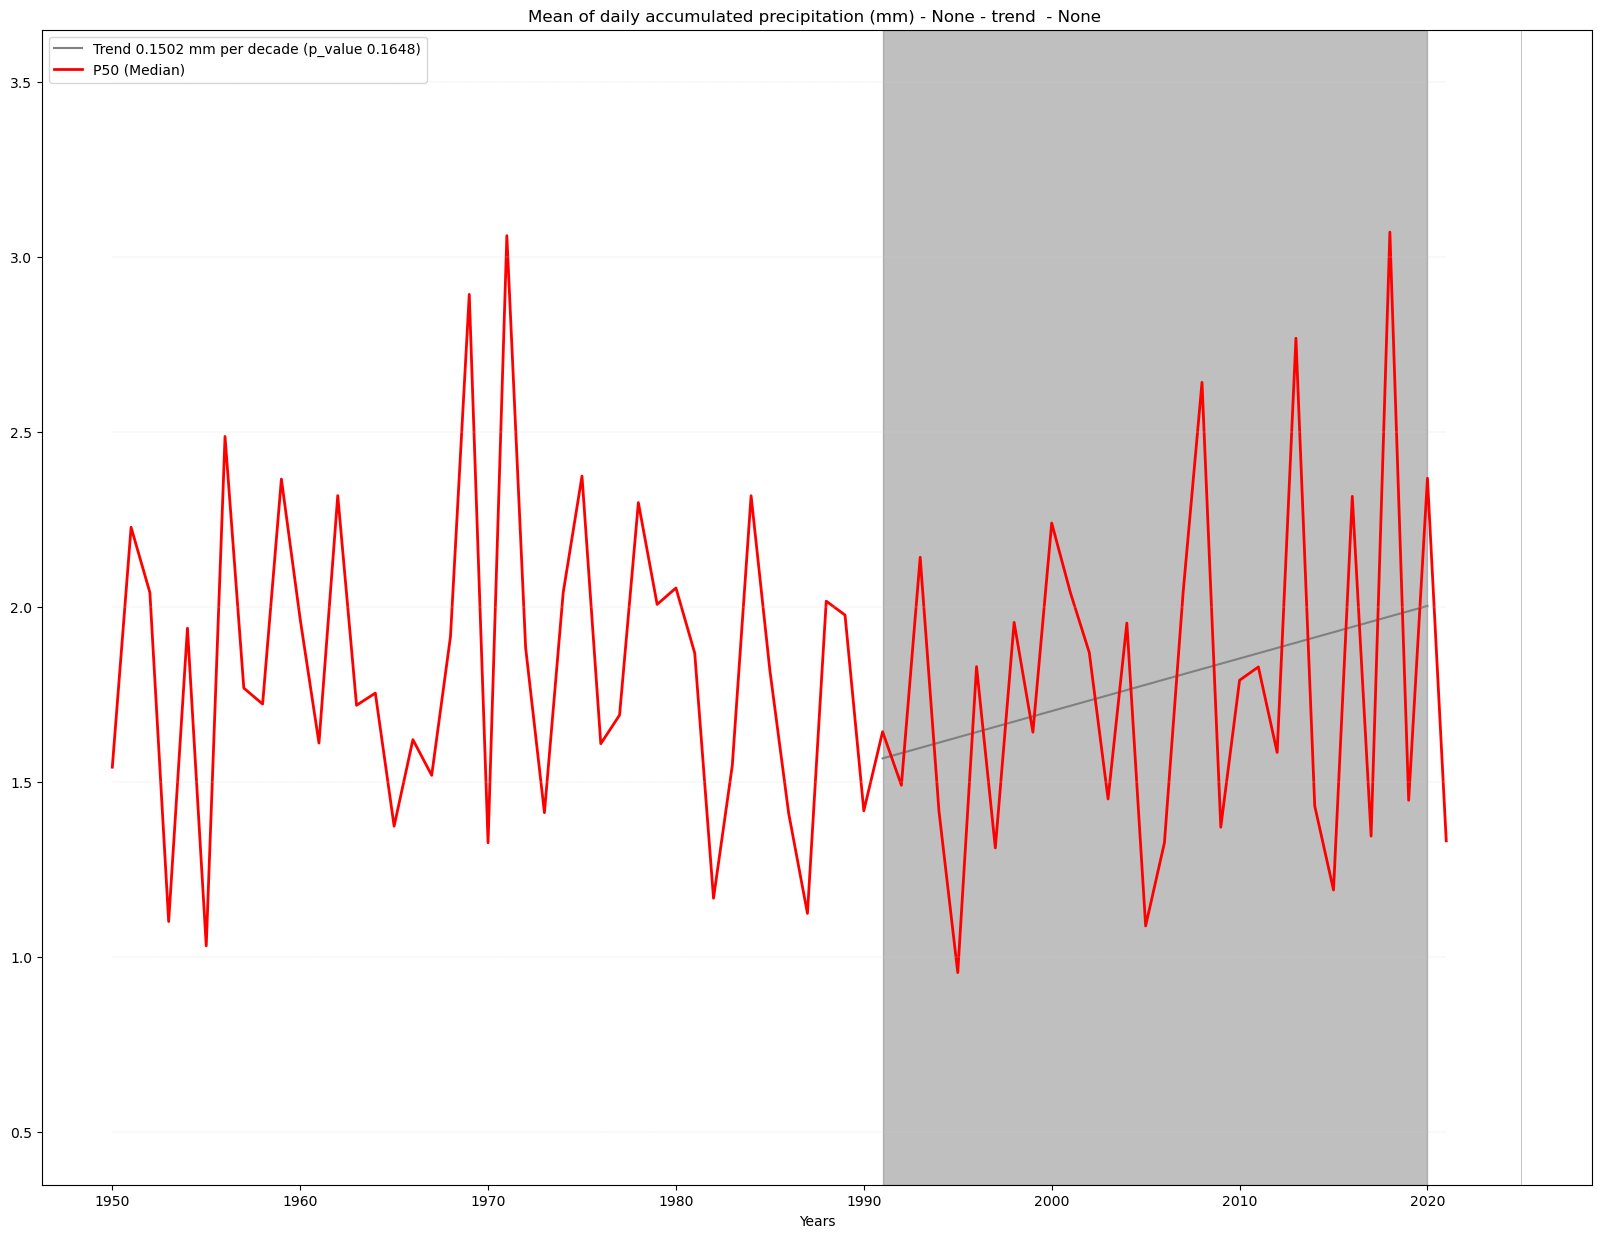 Mean of daily accumulated precipitation (mm) - None - trend  - None
Trend 0.1502 mm per decade (p_value 0.1648)
P50 (Median)
3.5
3.0
2.5
2.0
1.5
1.0
0.5
1950 1960 1970 1980 1990 2000 2010 2020
Years